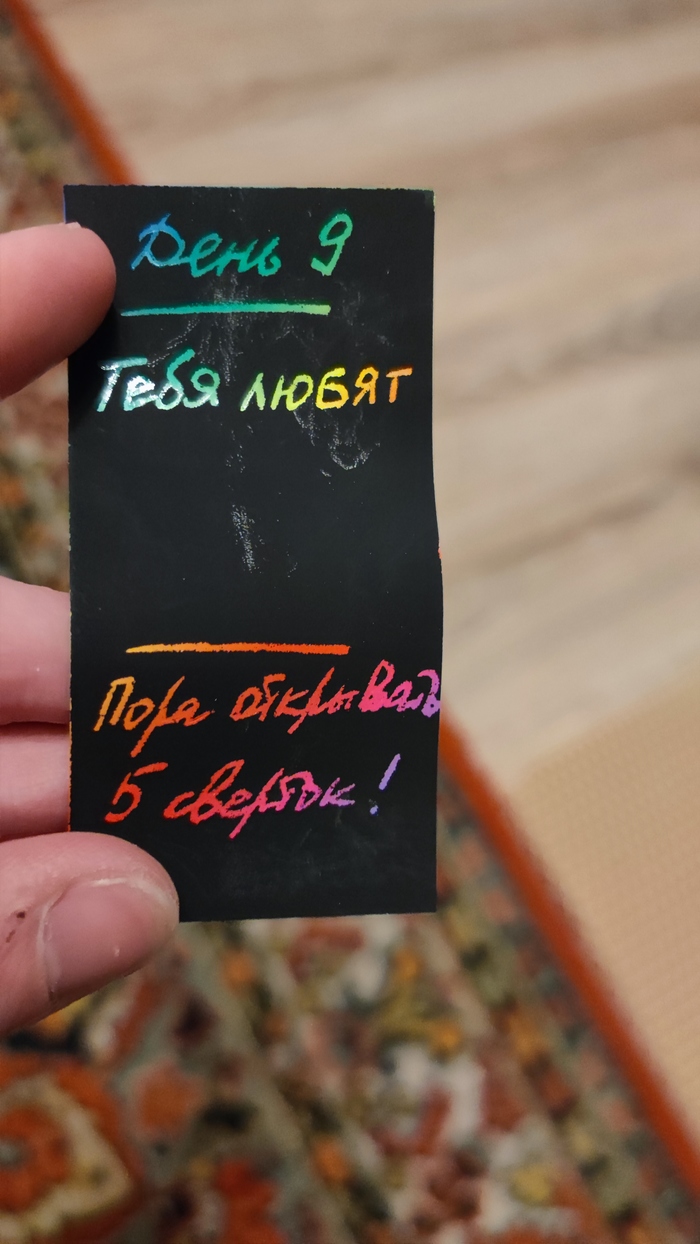 День 9
Тебя любят
Пора открывать
5 сверток!